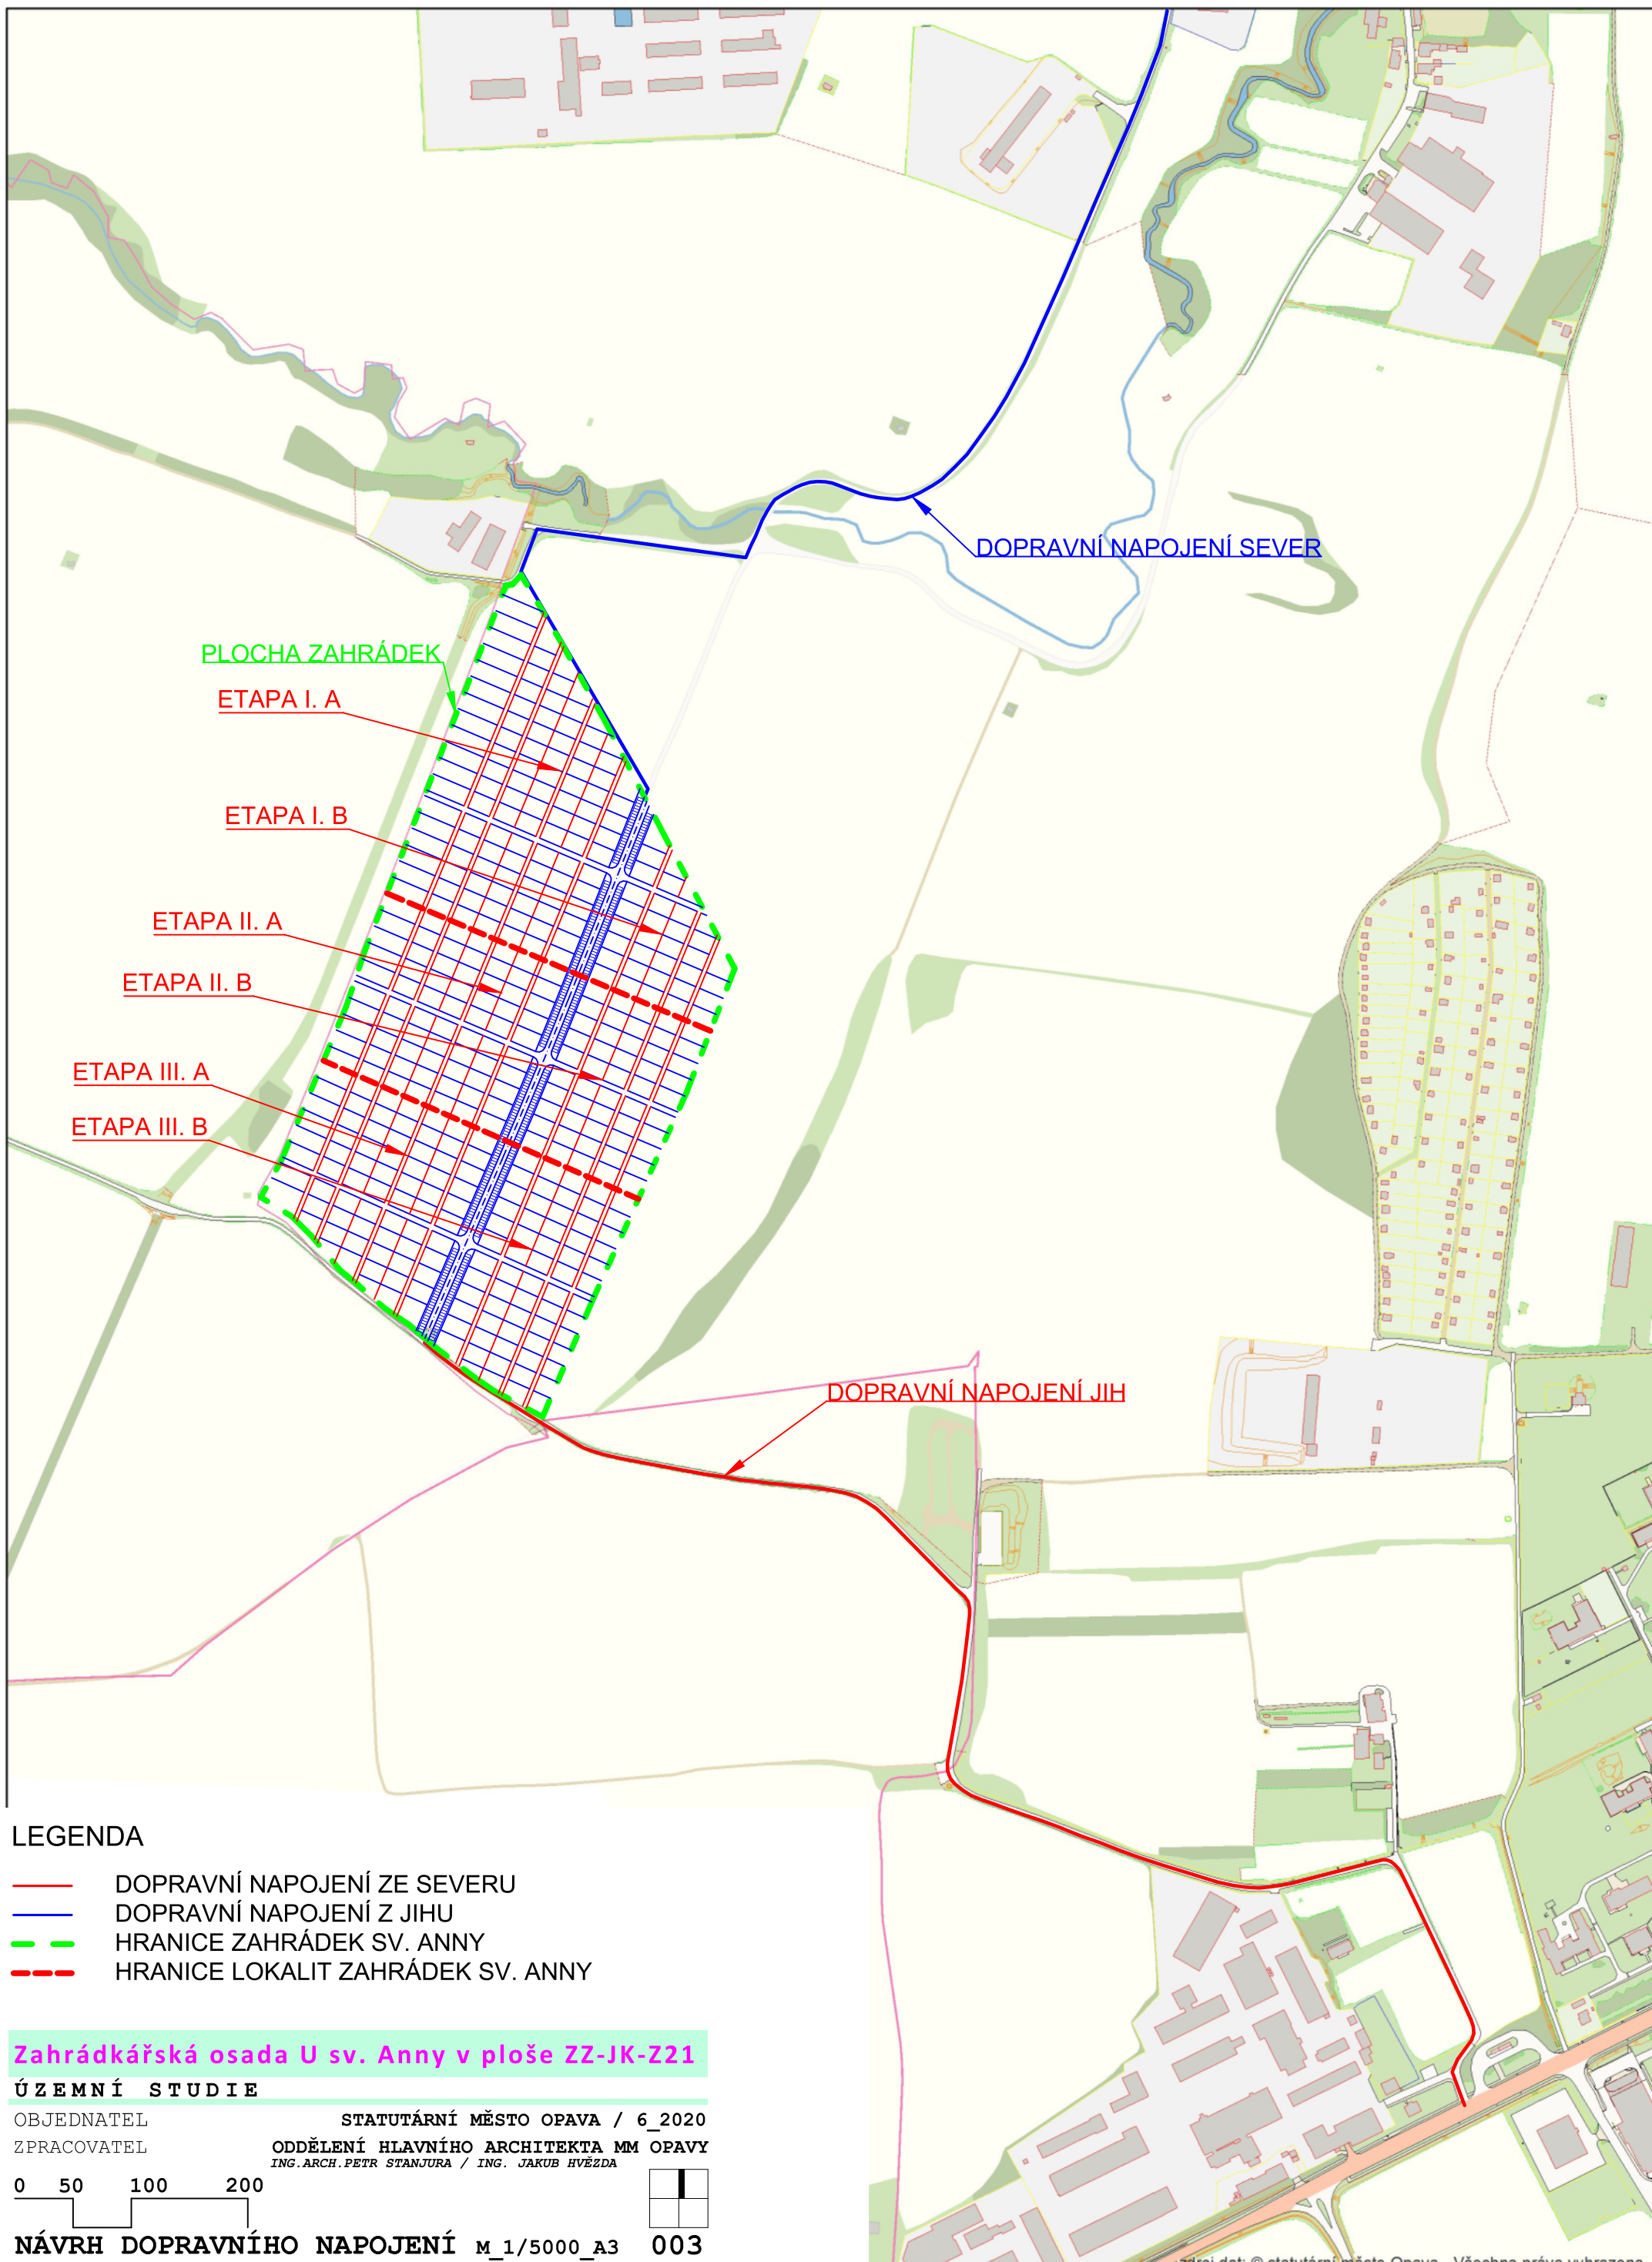 DOPRAVNÍ NAPOJENÍ SEVER
PLOCHA ZAHRÁDEK
ETAPA I. A
ETAPA I. B
ETAPA II. A
ETAPA II. B
ETAPA III. A
ETAPA III. B
DOPRAVNÍ NAPOJENÍ JIH
LEGENDA
DOPRAVNÍ NAPOJENÍ ZE SEVERU
DOPRAVNÍ NAPOJENÍ Z JIHU
HRANICE ZAHRÁDEK SV. ANNY
HRANICE LOKALIT ZAHRÁDEK SV. ANNY
Zahrádkářská osada U sv. Anny v ploše ZZ-JK-Z21
ÚZEMNÍ STUDIE
OBJEDNATEL STATUTÁRNÍ MĚSTO OPAVA / 6_2020
ZPRACOVATEL ODDĚLENÍ HLAVNÍHO ARCHITEKTA MM OPAVY
ING.ARCH.PETR STANJURA / ING. JAKUB HVĚZDA
0 50 100 200
NÁVRH DOPRAVNÍHO NAPOJENÍ M_1/5000_A3 003